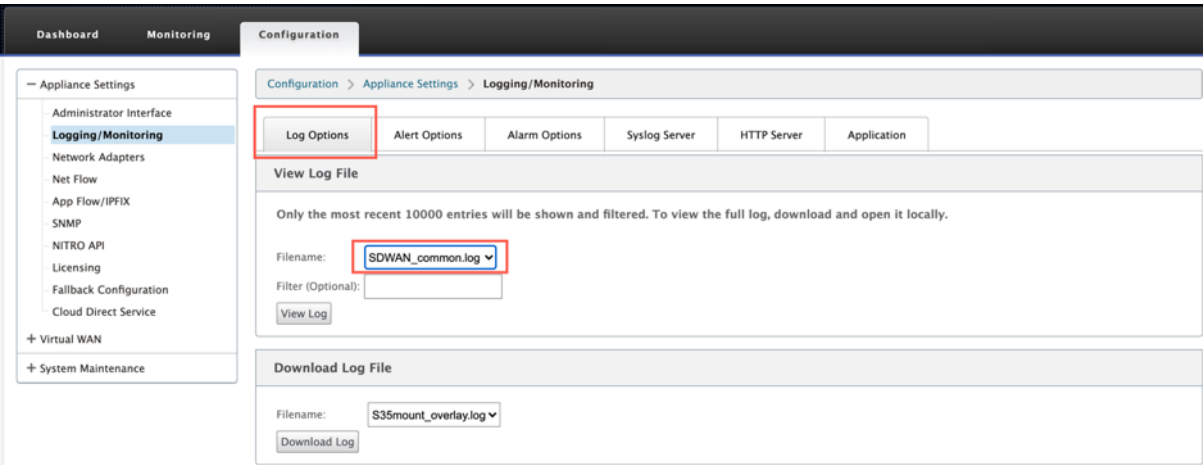 Dashboard Monitoring Configuration
Appliance Settings
Administrator Interface
Logging/Monitoring
Network Adapters
Net Flow
App Flow/IPFIX
SNMP
NITRO API
Licensing
Fallback Configuration
Cloud Direct Service
Virtual WAN
System Maintenance
Configuration > Appliance Settings > Logging/Monitoring
Log Options Alert Options Alarm Options Syslog Server HTTP Server Application
View Log File
Only the most recent 10000 entries will be shown and filtered. To view the full log, download and open it locally.
Filename: SDWAN_common.log
Filter (Optional):
View Log
Download Log File
Filename: S35mount_overlay.log
Download Log